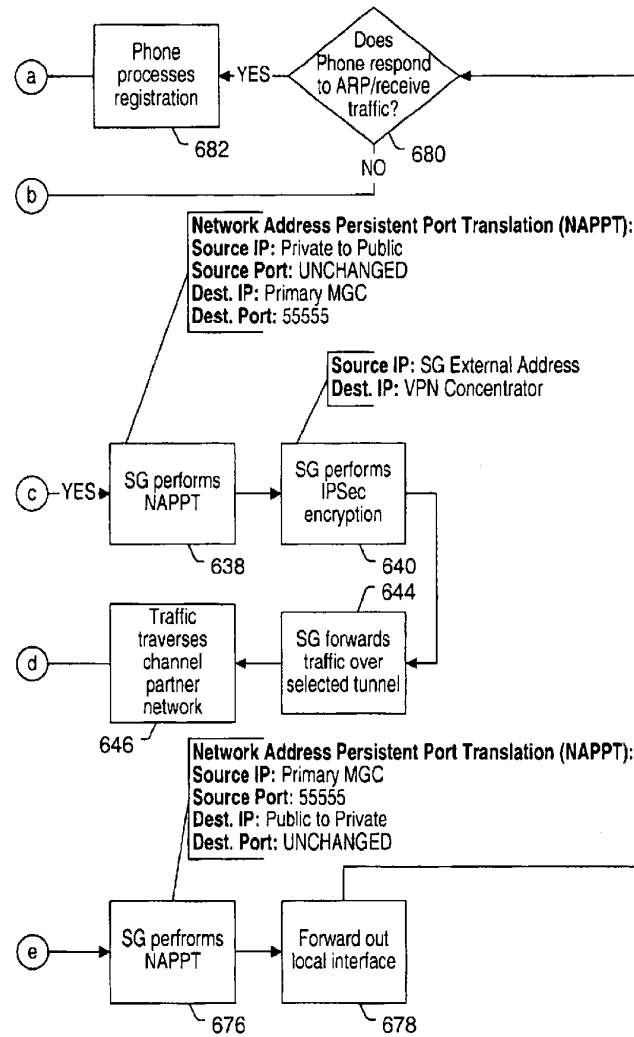 Does
Phone respond
to ARP/receive
traffic?
680
YES
Phone
processes
registration
682
a
NO
b
Network Address Persistent Port Translation (NAPPT):
Source IP: Private to Public
Source Port: UNCHANGED
Dest. IP: Primary MGC
Dest. Port: 55555
Source IP: SG External Address
Dest. IP: VPN Concentrator
c
YES
SG performs
NAPPT
638
SG performs
IPSec
encryption
640
644
SG forwards
traffic over
selected tunnel
Traffic
traverses
channel
partner
network
646
d
Network Address Persistent Port Translation (NAPPT):
Source IP: Primary MGC
Source Port: 55555
Dest. IP: Public to Private
Dest. Port: UNCHANGED
e
SG perfroms
NAPPT
676
Forward out
local interface
678